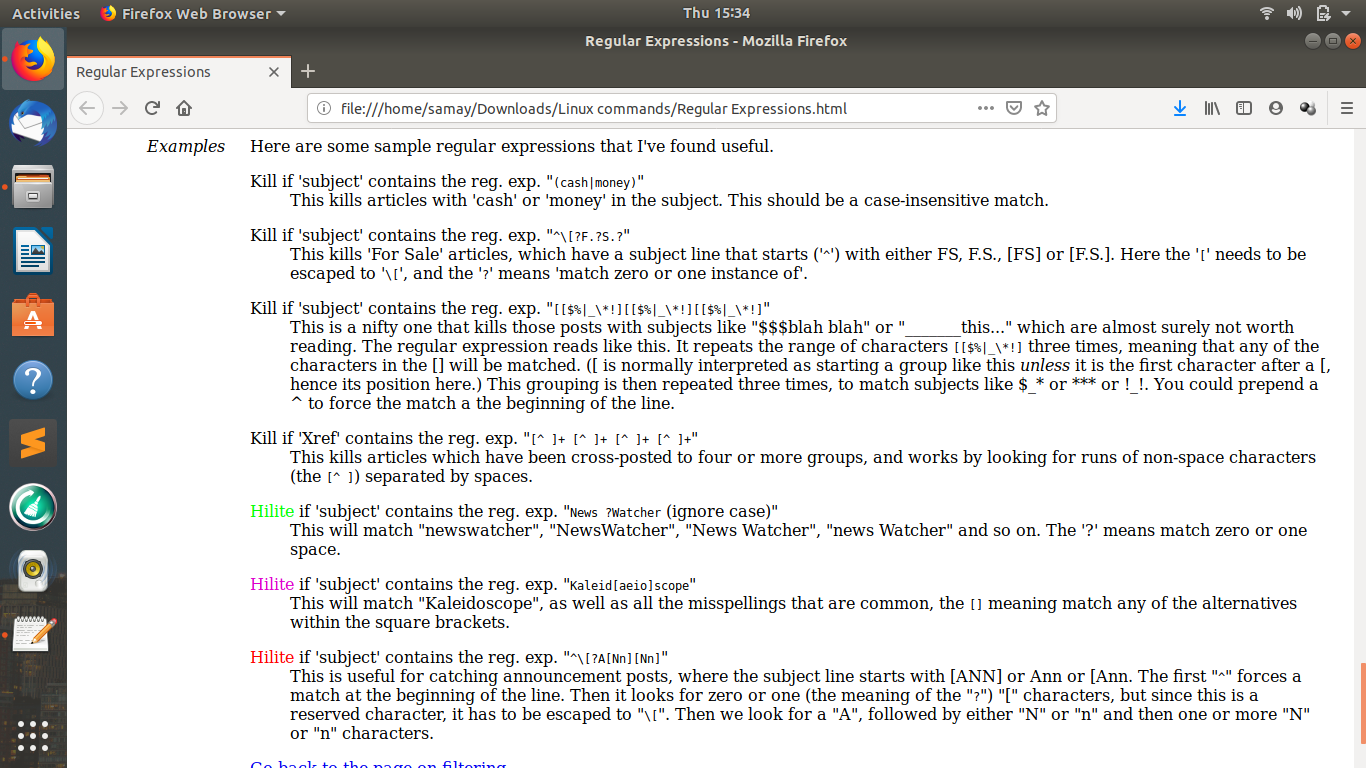 Activities Firefox Web Browser Thu 15:34
Regular Expressions - Mozilla Firefox
Regular Expressions
file:///home/samay/Downloads/Linux commands/Regular Expressions.html
Examples Here are some sample regular expressions that I've found useful.
Kill if 'subject' contains the reg. exp. "(cash|money)"
This kills articles with 'cash' or 'money' in the subject. This should be a case-insensitive match.
Kill if 'subject' contains the reg. exp. "^\[?F.?S.?"
This kills 'For Sale' articles, which have a subject line that starts ('^') with either FS, F.S., [FS] or [F.S.]. Here the '[' needs to be
escaped to '\[', and the '?' means 'match zero or one instance of'.
Kill if 'subject' contains the reg. exp. "[[$%|_\*!][[$%|_\*!][[$%|_\*!]"
This is a nifty one that kills those posts with subjects like "$$$blah blah" or "_______this..." which are almost surely not worth
reading. The regular expression reads like this. It repeats the range of characters [[$%|_\*!] three times, meaning that any of the
characters in the [] will be matched. ([ is normally interpreted as starting a group like this unless it is the first character after a [,
hence its position here.) This grouping is then repeated three times, to match subjects like $_* or *** or !_!. You could prepend a
^ to force the match a the beginning of the line.
Kill if 'Xref' contains the reg. exp. "[^ ]+ [^ ]+ [^ ]+ [^ ]+"
This kills articles which have been cross-posted to four or more groups, and works by looking for runs of non-space characters
(the [^ ]) separated by spaces.
Hilite if 'subject' contains the reg. exp. "News ?Watcher (ignore case)"
This will match "newswatcher", "NewsWatcher", "News Watcher", "news Watcher" and so on. The '?' means match zero or one
space.
Hilite if 'subject' contains the reg. exp. "Kaleid[aeio]scope"
This will match "Kaleidoscope", as well as all the misspellings that are common, the [] meaning match any of the alternatives
within the square brackets.
Hilite if 'subject' contains the reg. exp. "^\[?A[Nn][Nn]"
This is useful for catching announcement posts, where the subject line starts with [ANN] or Ann or [Ann. The first "^" forces a
match at the beginning of the line. Then it looks for zero or one (the meaning of the "?") "[" characters, but since this is a
reserved character, it has to be escaped to "\[". Then we look for a "A", followed by either "N" or "n" and then one or more "N"
or "n" characters.
Go back to the page on filtering